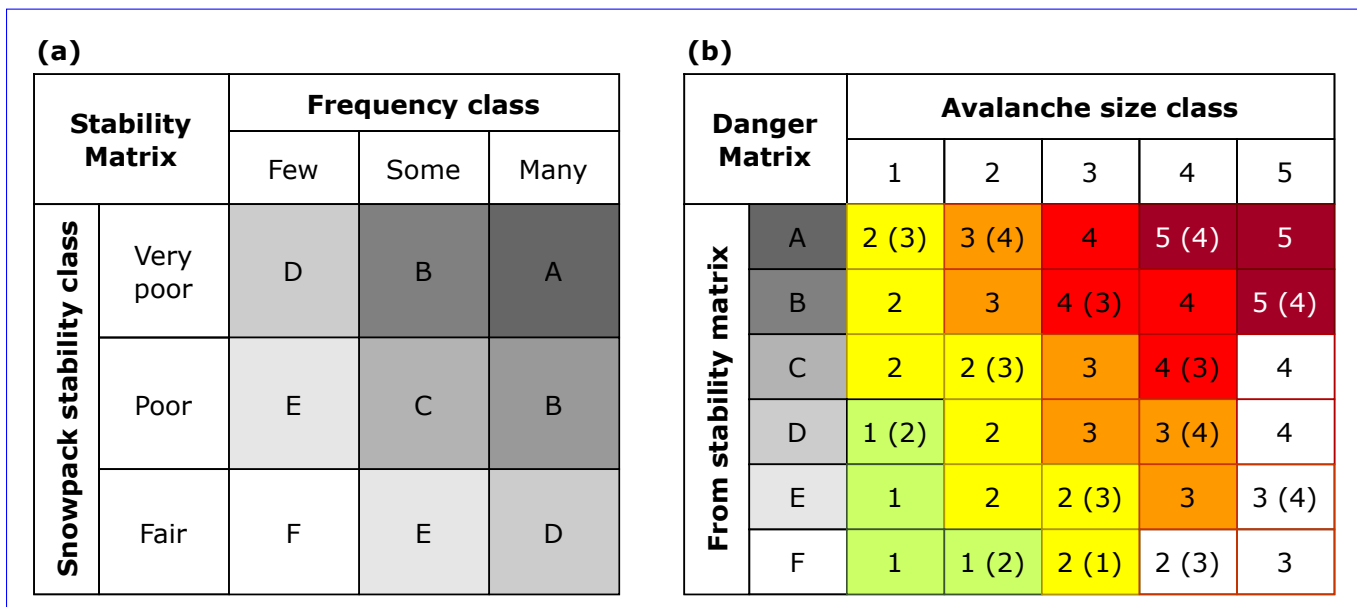 (a)
Stability
Matrix
Frequency class
Few Some Many
Snowpack stability class
Very
poor
D B A
Poor E C B
Fair F E D
(b)
Danger
Matrix
Avalanche size class
1 2 3 4 5
From stability matrix
A 2 (3) 3 (4) 4 5 (4) 5
B 2 3 4 (3) 4 5 (4)
C 2 2 (3) 3 4 (3) 4
D 1 (2) 2 3 3 (4) 4
E 1 2 2 (3) 3 3 (4)
F 1 1 (2) 2 (1) 2 (3) 3